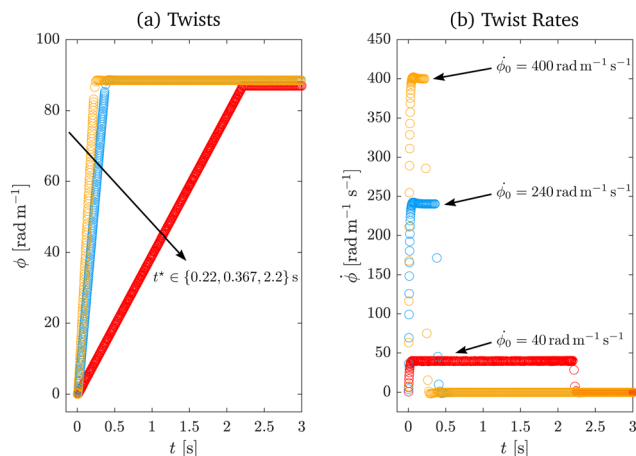 (a) Twists
100
80
60
40
20
0
ϕ [rad m⁻¹]
t⋆ ∈ {0.22, 0.367, 2.2} s
0 0.5 1 1.5 2 2.5 3
t [s]
(b) Twist Rates
450
400
350
300
250
200
150
100
50
0
ϕ̇ [rad m⁻¹ s⁻¹]
ϕ̇₀ = 400 rad m⁻¹ s⁻¹
ϕ̇₀ = 240 rad m⁻¹ s⁻¹
ϕ̇₀ = 40 rad m⁻¹ s⁻¹
0 0.5 1 1.5 2 2.5 3
t [s]